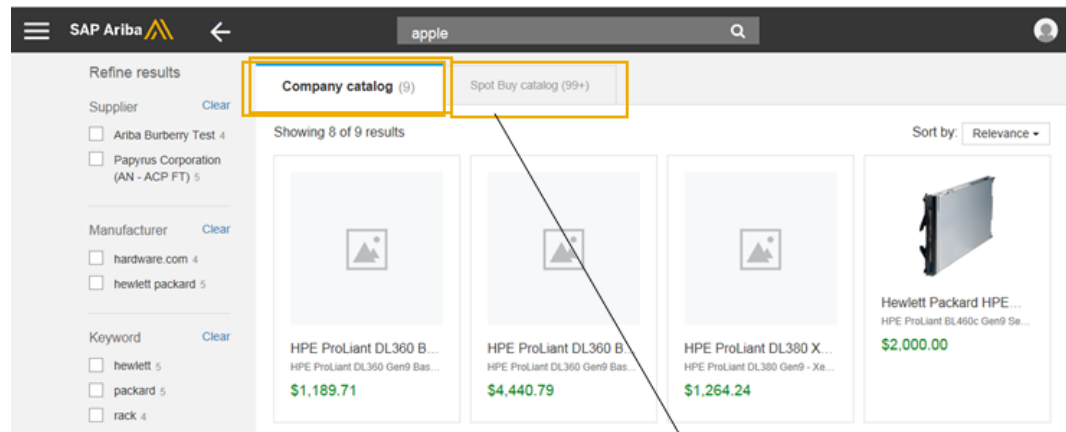 SAP Ariba
apple
Refine results
Supplier Clear
Ariba Burberry Test 4
Papyrus Corporation
(AN - ACP FT) 5
Manufacturer Clear
hardware.com 4
hewlett packard 5
Keyword Clear
hewlett 5
packard 5
rack 4
Company catalog (9)
Spot Buy catalog (99+)
Showing 8 of 9 results
Sort by: Relevance
HPE ProLiant DL360 B...
HPE ProLiant DL360 Gen9 Bas...
$1,189.71
HPE ProLiant DL360 B...
HPE ProLiant DL360 Gen9 Bas...
$4,440.79
HPE ProLiant DL380 X...
HPE ProLiant DL380 Gen9 - Xe...
$1,264.24
Hewlett Packard HPE...
HPE ProLiant BL460c Gen9 Se...
$2,000.00